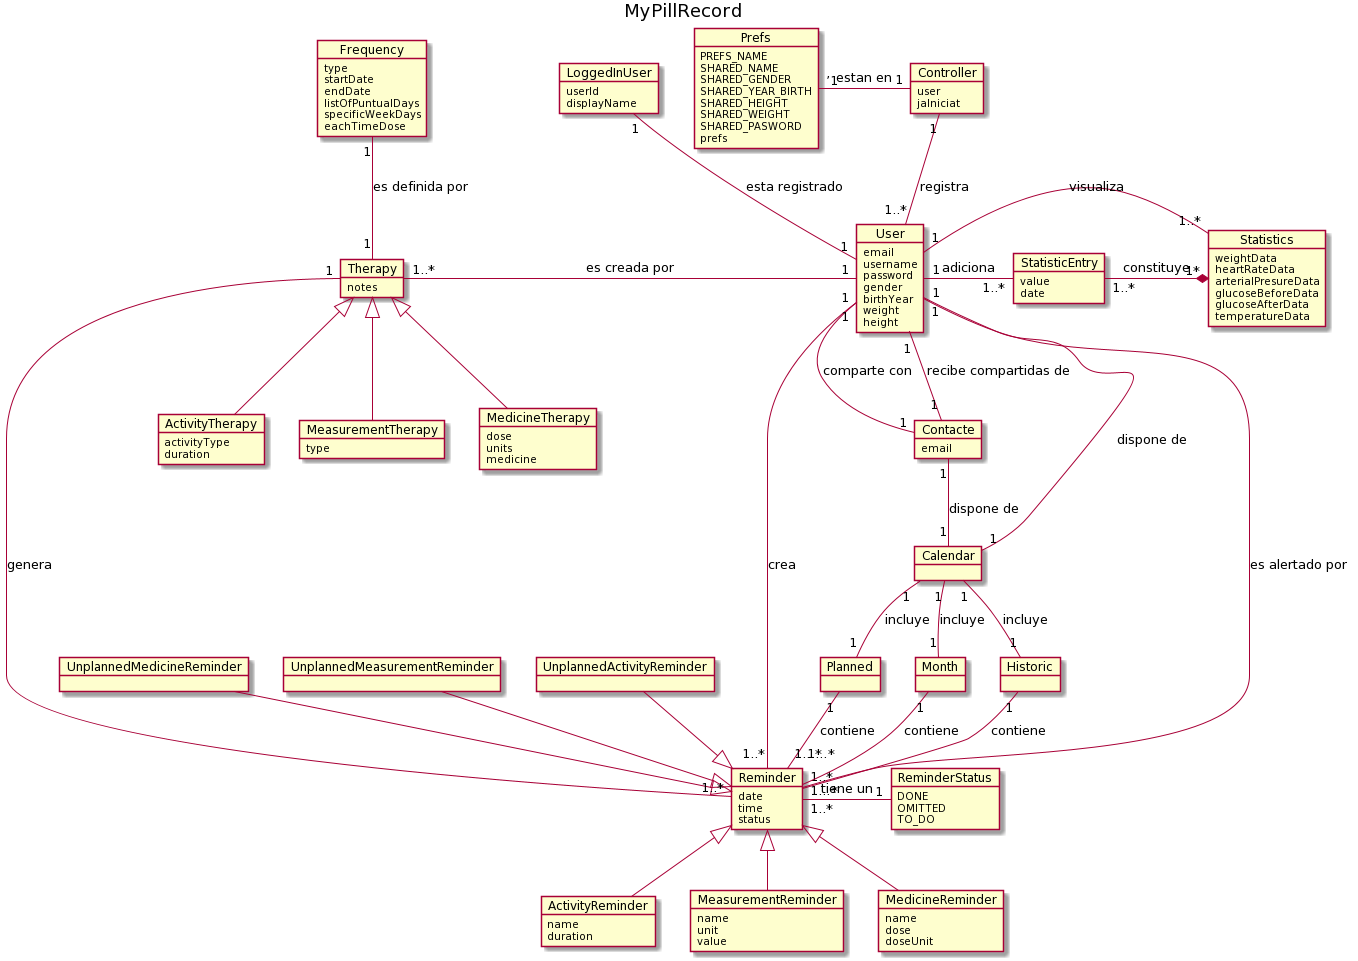 MyPillRecord
Frequency
type
startDate
endDate
listOfPuntualDays
specificWeekDays
eachTimeDose
LoggedInUser
userId
displayName
Prefs
PREFS_NAME
SHARED_NAME
SHARED_GENDER
SHARED_YEAR_BIRTH
SHARED_HEIGHT
SHARED_WEIGHT
SHARED_PASWORD
prefs
1 estan en 1
Controller
user
jaIniciat
1
es definida por
1
1
esta registrado
1
1
registra
1..*
1
visualiza
1..*
Therapy
notes
1
1..* es creada por 1
User
email
username
password
gender
birthYear
weight
height
1 adiciona 1..*
StatisticEntry
value
date
1..* constituye 1*
Statistics
weightData
heartRateData
arterialPresureData
glucoseBeforeData
glucoseAfterData
temperatureData
1
1
1
1
1
comparte con
1
recibe compartidas de
1
dispone de
1
ActivityTherapy
activityType
duration
MeasurementTherapy
type
MedicineTherapy
dose
units
medicine
Contacte
email
1
dispone de
1
Calendar
genera
crea
es alertado por
1 1 1
incluye incluye incluye
1 1 1
UnplannedMedicineReminder
UnplannedMeasurementReminder
UnplannedActivityReminder
Planned
Month
Historic
1 1 1
contiene contiene contiene
1..*
1..*
1..*
Reminder
date
time
status
1..* tiene un 1
ReminderStatus
DONE
OMITTED
TO_DO
ActivityReminder
name
duration
MeasurementReminder
name
unit
value
MedicineReminder
name
dose
doseUnit